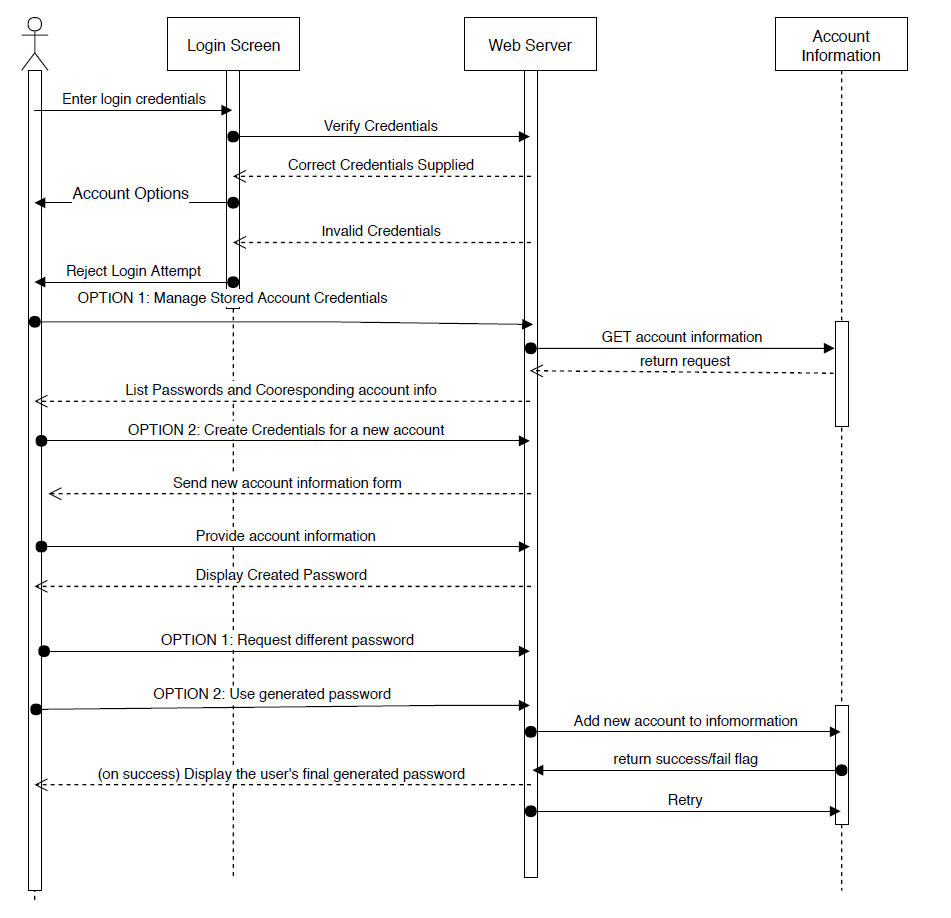 Login Screen
Web Server
Account
Information
Enter login credentials
Verify Credentials
Correct Credentials Supplied
Account Options
Invalid Credentials
Reject Login Attempt
OPTION 1: Manage Stored Account Credentials
GET account information
return request
List Passwords and Cooresponding account info
OPTION 2: Create Credentials for a new account
Send new account information form
Provide account information
Display Created Password
OPTION 1: Request different password
OPTION 2: Use generated password
Add new account to infomormation
return success/fail flag
(on success) Display the user's final generated password
Retry